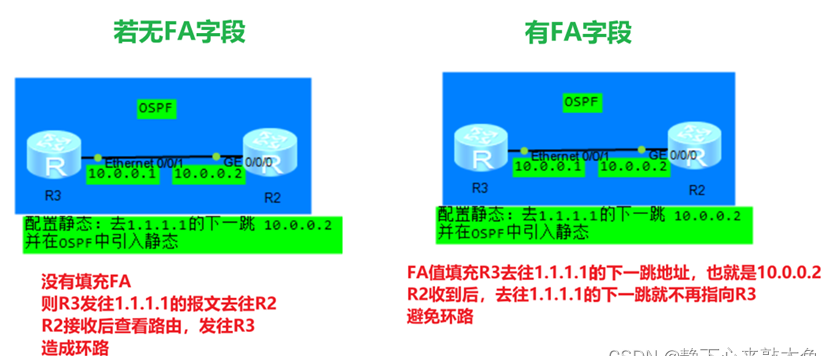 若无FA字段
OSPF
R
Ethernet 0/0/1
GE 0/0/0
R
10.0.0.1
10.0.0.2
R3
R2
配置静态：去1.1.1.1的下一跳 10.0.0.2
并在OSPF中引入静态
没有填充FA
则R3发往1.1.1.1的报文去往R2
R2接收后查看路由，发往R3
造成环路
有FA字段
OSPF
R
Ethernet 0/0/1
GE 0/0/0
R
10.0.0.1
10.0.0.2
R3
R2
配置静态：去1.1.1.1的下一跳 10.0.0.2
并在OSPF中引入静态
FA值填充R3去往1.1.1.1的下一跳地址，也就是10.0.0.2
R2收到后，去往1.1.1.1的下一跳就不再指向R3
避免环路